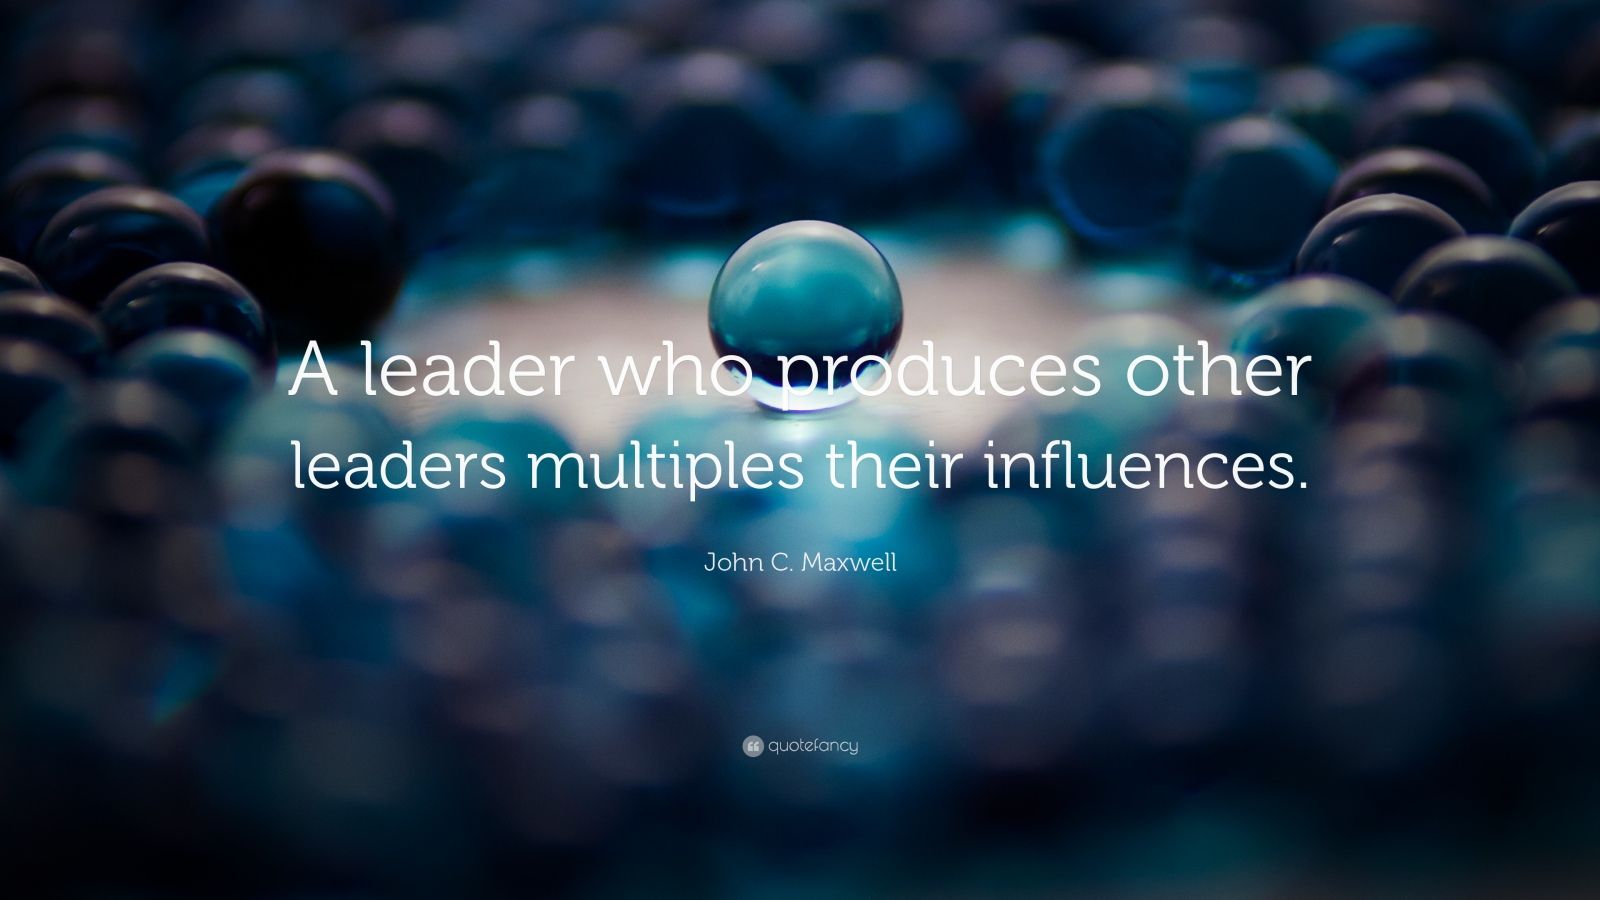 A leader who produces other
leaders multiples their influences.
John C. Maxwell
quotefancy